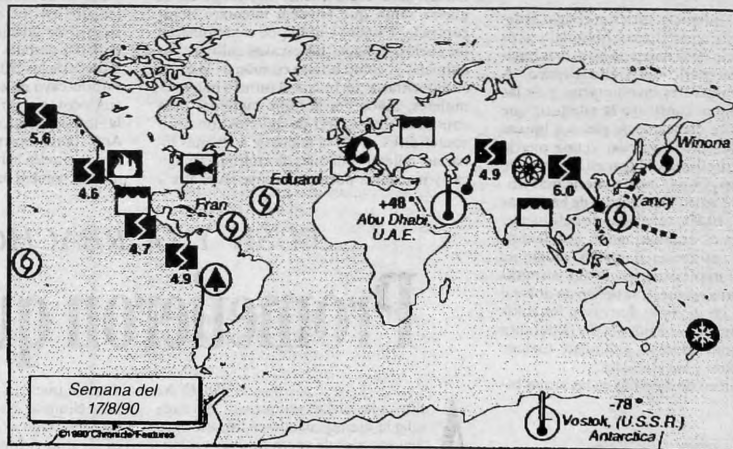 5.6
4.6
4.7
4.9
Fran
Eduard
+48°
Abu Dhabi,
U.A.E.
4.9
6.0
Winona
Yancy
Semana del
17/8/90
©1990 Chronicle Features
-78°
Vostok, (U.S.S.R.)
Antarctica